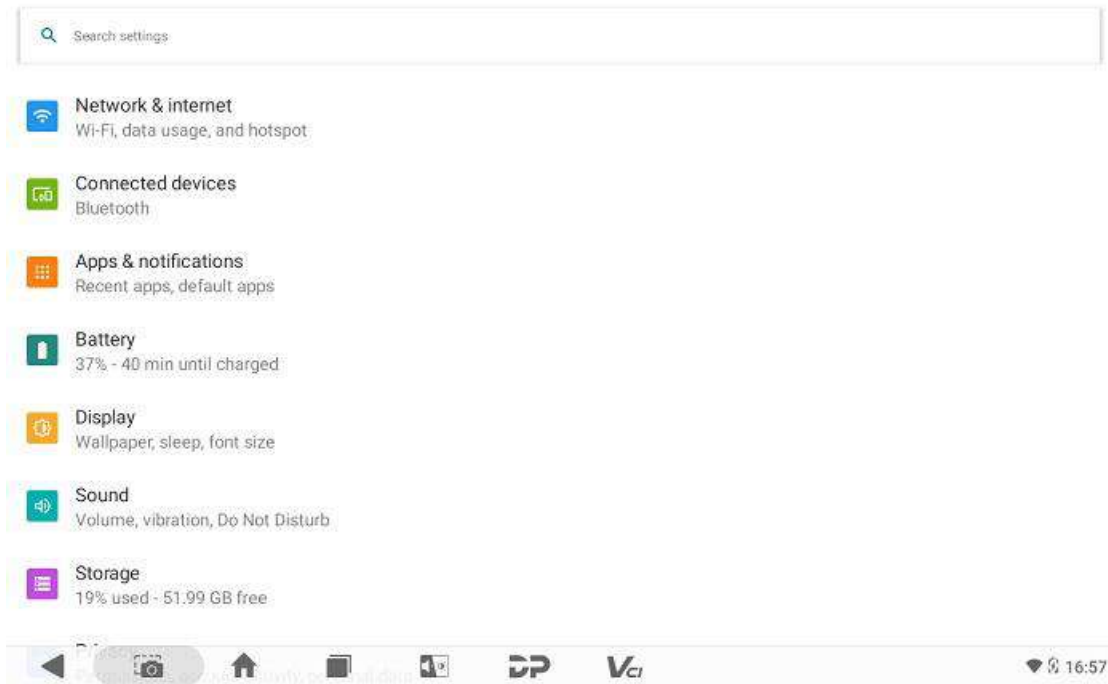 Search settings
Network & internet
Wi-Fi, data usage, and hotspot
Connected devices
Bluetooth
Apps & notifications
Recent apps, default apps
Battery
37% - 40 min until charged
Display
Wallpaper, sleep, font size
Sound
Volume, vibration, Do Not Disturb
Storage
19% used - 51.99 GB free
DP VCI 16:57